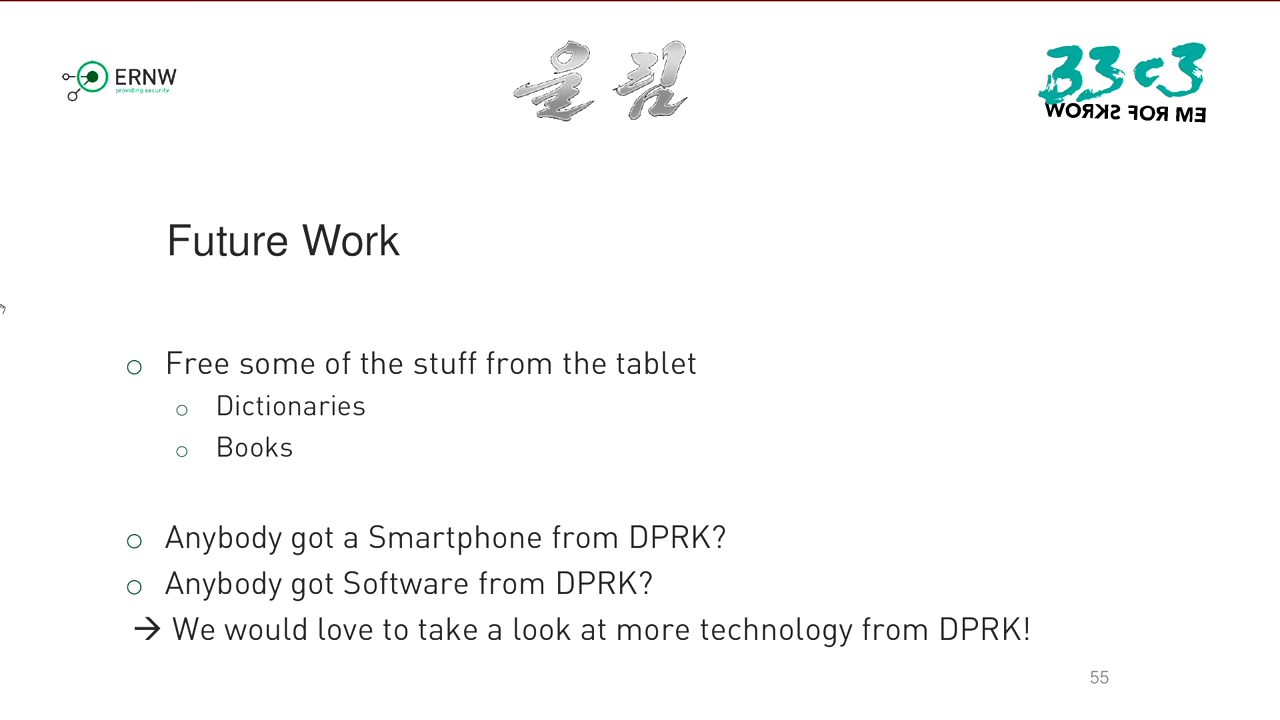 ERNW
providing security.
울림
33c3
WORKS FOR ME
Future Work
Free some of the stuff from the tablet
Dictionaries
Books
Anybody got a Smartphone from DPRK?
Anybody got Software from DPRK?
→ We would love to take a look at more technology from DPRK!
55